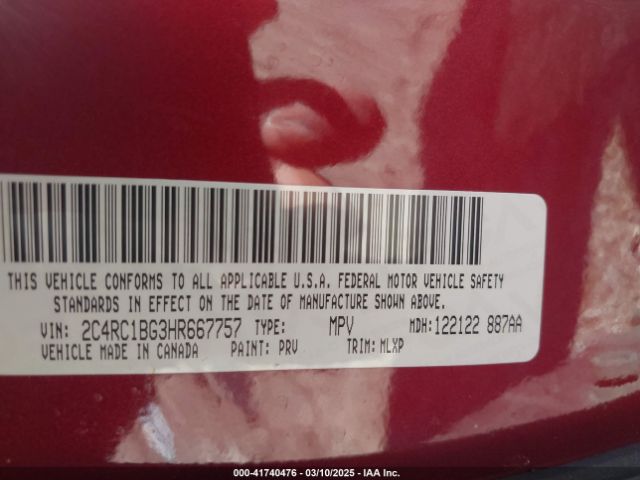 THIS VEHICLE CONFORMS TO ALL APPLICABLE U.S.A. FEDERAL MOTOR VEHICLE SAFETY
STANDARDS IN EFFECT ON THE DATE OF MANUFACTURE SHOWN ABOVE.
VIN: 2C4RC1BG3HR667757 TYPE: MPV MDH:122122 887AA
VEHICLE MADE IN CANADA PAINT: PRV TRIM: MLXP
000-41740476 — 03/10/2025 — IAA Inc.